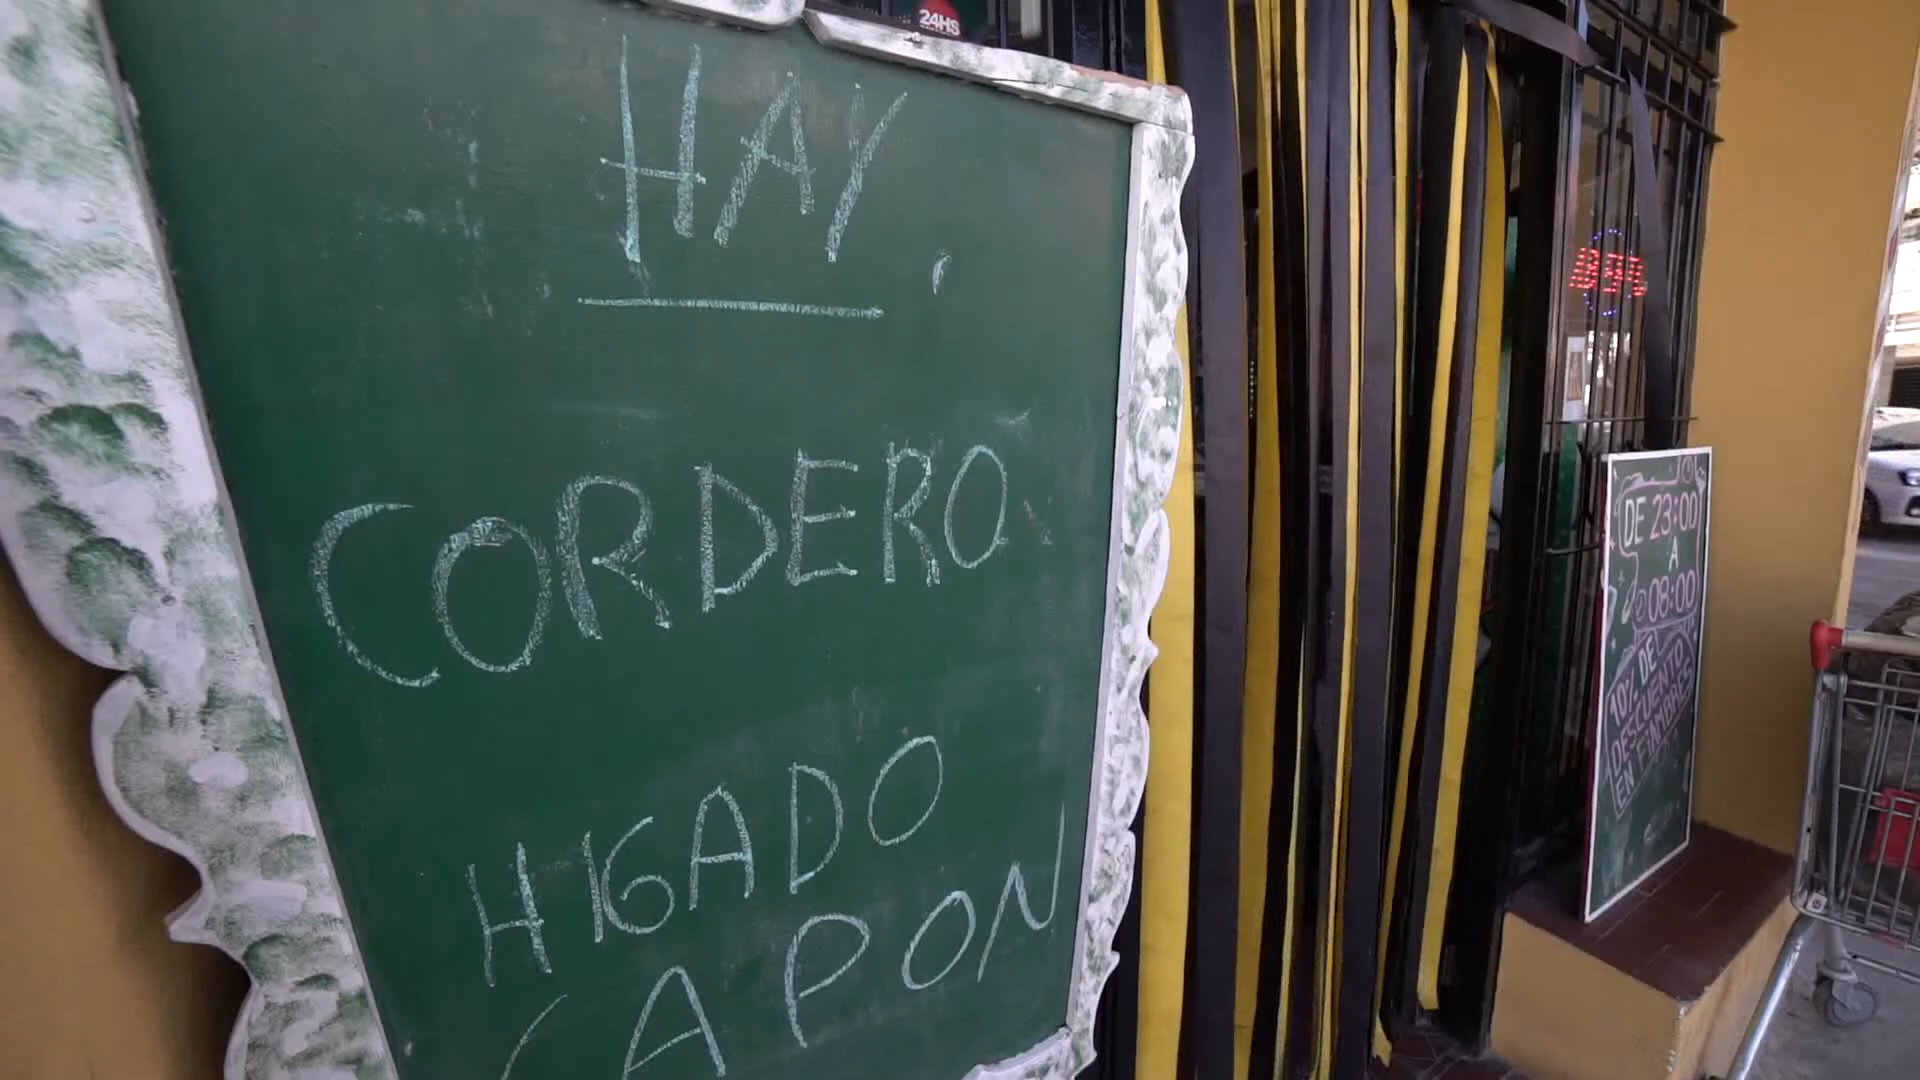 24HS
HAY.
CORDERO
HIGADO
CAPON
DE 23:00
A
08:00
10% DE
DESCUENTO
EN FIAMBRES